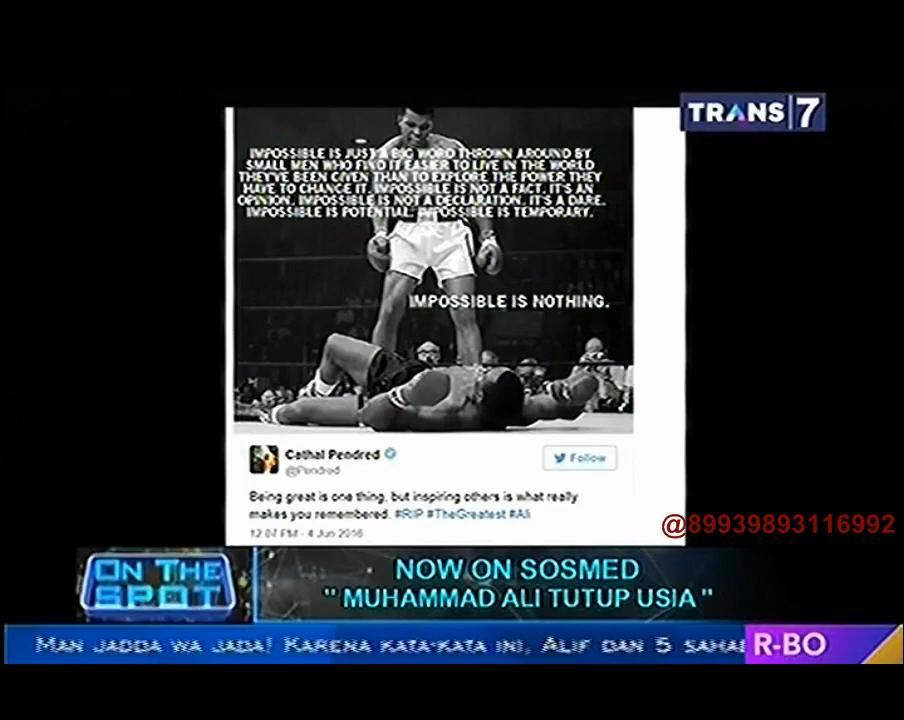 TRANS 7
IMPOSSIBLE IS JUST A BIG WORD THROWN AROUND BY
SMALL MEN WHO FIND IT EASIER TO LIVE IN THE WORLD
THEY'VE BEEN GIVEN THAN TO EXPLORE THE POWER THEY
HAVE TO CHANGE IT. IMPOSSIBLE IS NOT A FACT. IT'S AN
OPINION. IMPOSSIBLE IS NOT A DECLARATION. IT'S A DARE.
IMPOSSIBLE IS POTENTIAL. IMPOSSIBLE IS TEMPORARY.
IMPOSSIBLE IS NOTHING.
Cathal Pendred
@Pendred
Follow
Being great is one thing, but inspiring others is what really
makes you remembered. #RIP #TheGreatest #Ali
12:07 PM - 4 Jun 2016
@89939893116992
ON THE
SPOT
NOW ON SOSMED
" MUHAMMAD ALI TUTUP USIA "
MAN JADDA WA JADA! KARENA KATA-KATA INI, ALIF DAN 5 SAHAB
R-BO